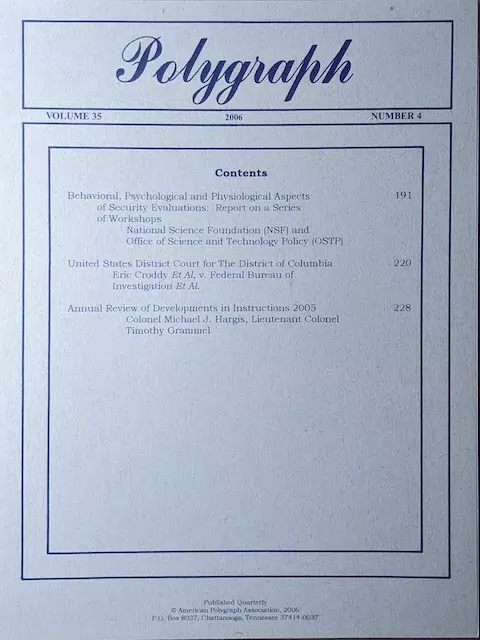 Polygraph
VOLUME 35 2006 NUMBER 4
Contents
Behavioral, Psychological and Physiological Aspects 191
of Security Evaluations: Report on a Series
of Workshops
National Science Foundation (NSF) and
Office of Science and Technology Policy (OSTP)
United States District Court for The District of Columbia 220
Eric Croddy Et Al, v. Federal Bureau of
Investigation Et Al.
Annual Review of Developments in Instructions 2005 228
Colonel Michael J. Hargis, Lieutenant Colonel
Timothy Grammel
Published Quarterly
© American Polygraph Association, 2006
P.O. Box 8037, Chattanooga, Tennessee 37414-0037